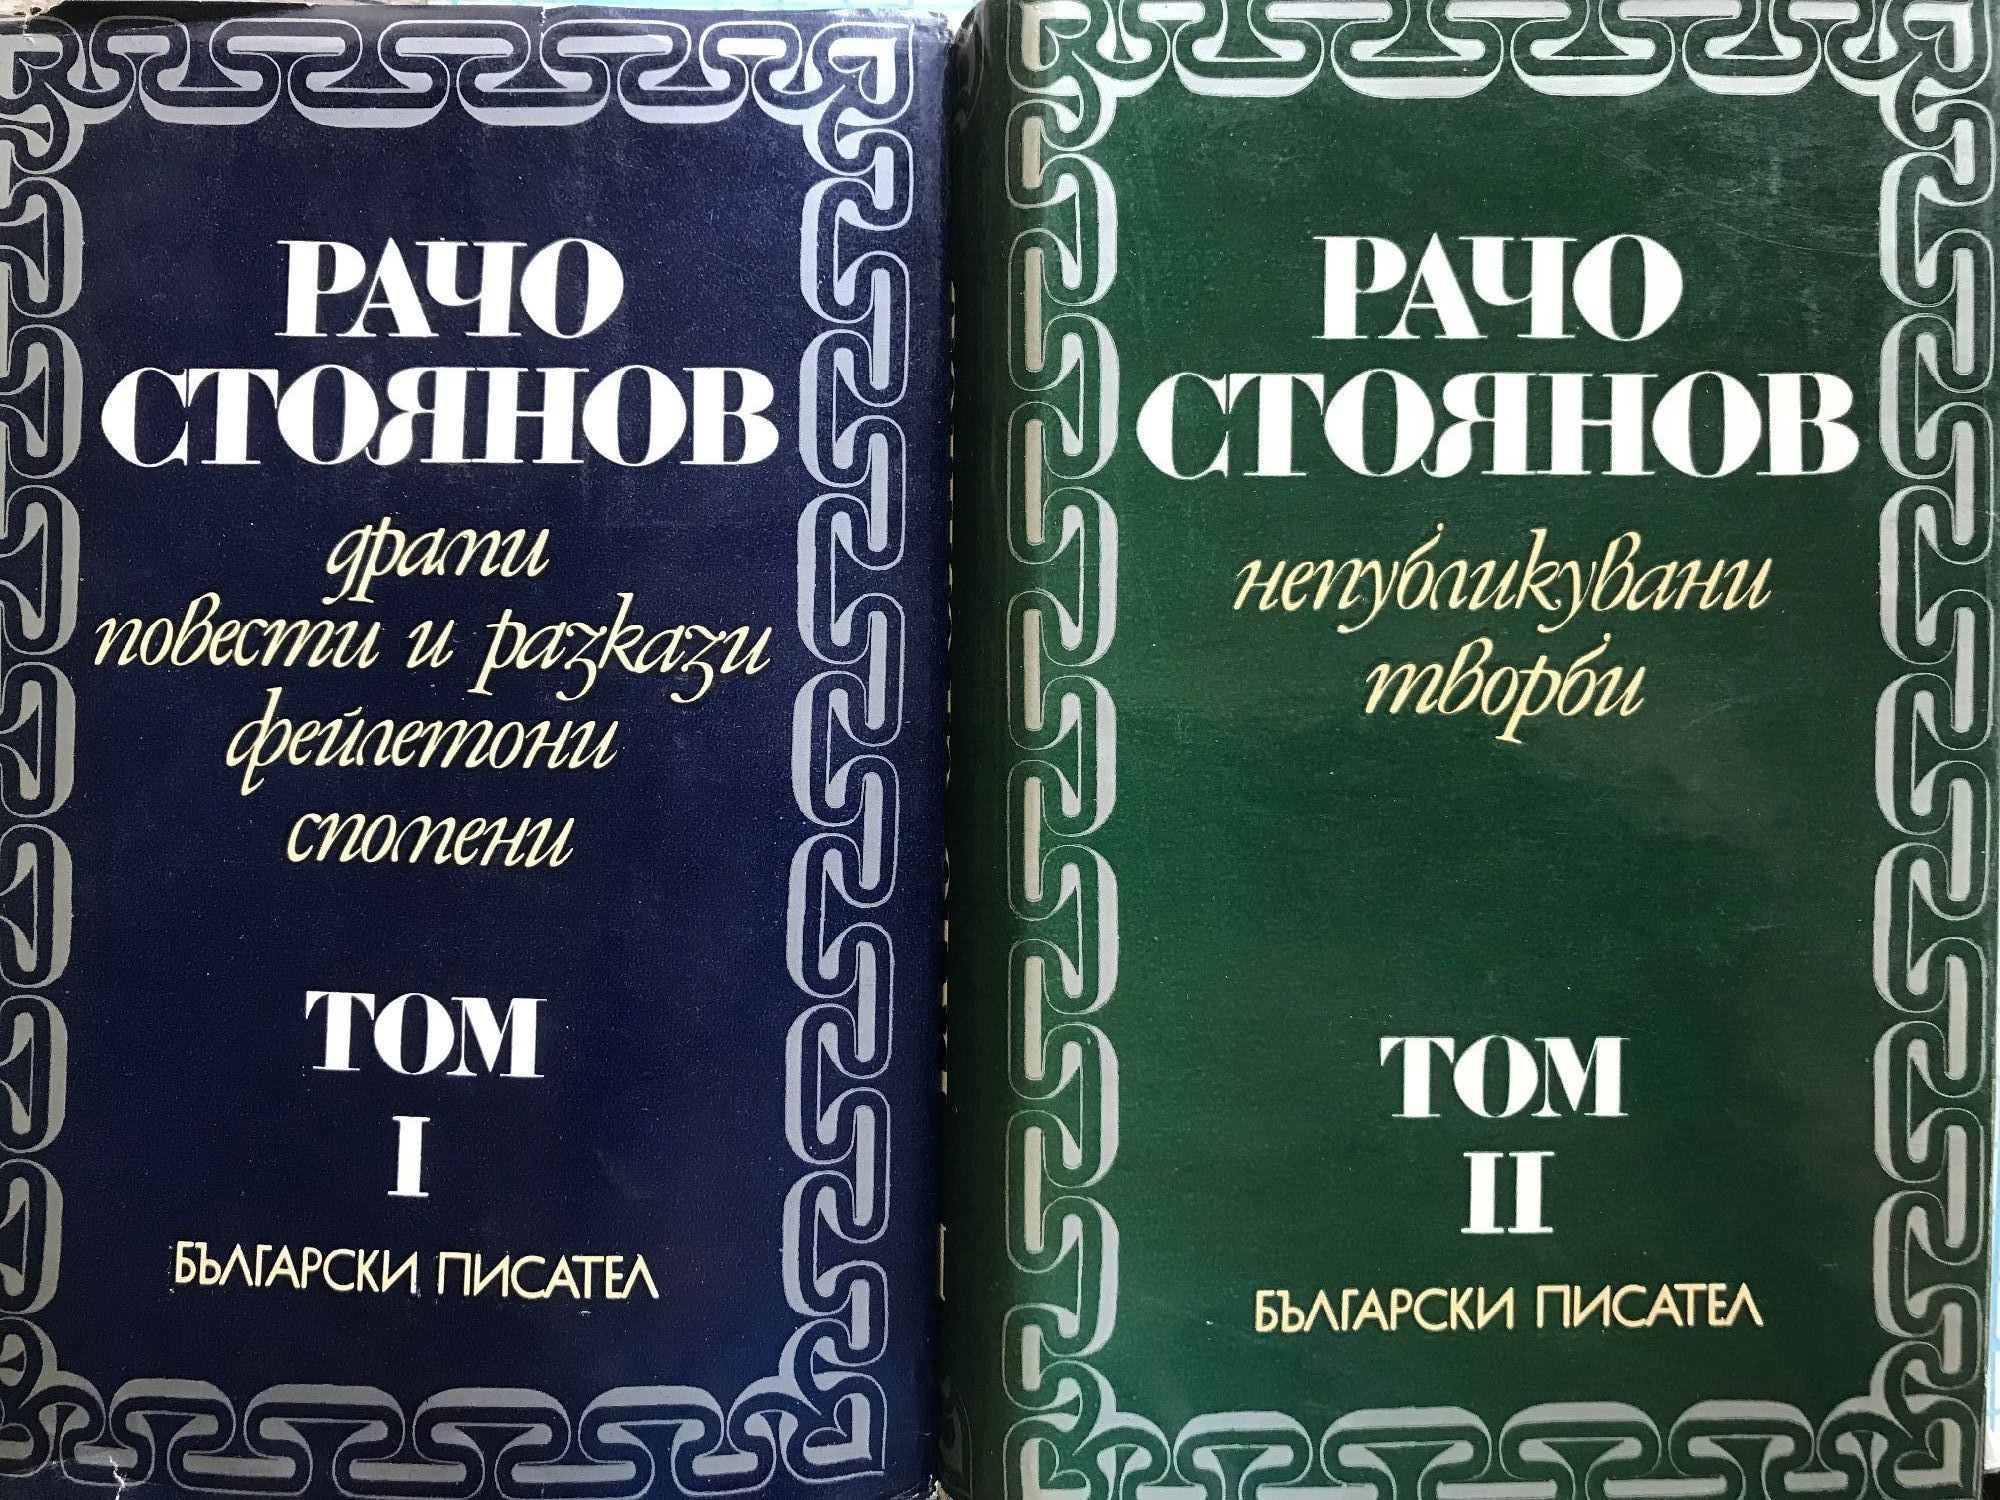 РАЧО
СТОЯНОВ
драми
повести и разкази
фейлетони
спомени
ТОМ
I
БЪЛГАРСКИ ПИСАТЕЛ
РАЧО
СТОЯНОВ
непубликувани
творби
ТОМ
II
БЪЛГАРСКИ ПИСАТЕЛ